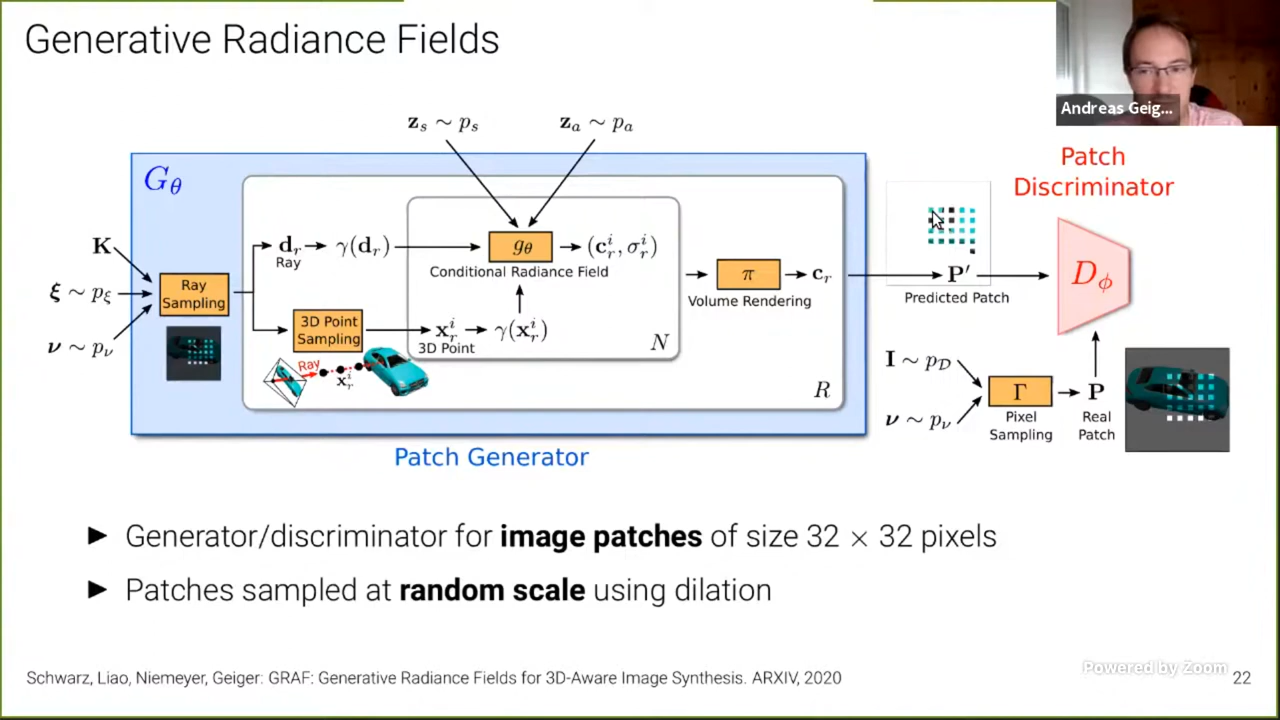 Generative Radiance Fields
Andreas Geig...
z_s ∼ p_s
z_a ∼ p_a
Patch
Discriminator
G_θ
K
ξ ∼ p_ξ
ν ∼ p_ν
Ray
Sampling
d_r → γ(d_r)
Ray
g_θ → (c_r^i, σ_r^i)
Conditional Radiance Field
3D Point
Sampling
x_r^i → γ(x_r^i)
3D Point
N
Ray
x_r^i
R
π → c_r
Volume Rendering
P′
Predicted Patch
D_ϕ
I ∼ p_D
ν ∼ p_ν
Γ → P
Pixel
Sampling
Real
Patch
Patch Generator
► Generator/discriminator for image patches of size 32 × 32 pixels
► Patches sampled at random scale using dilation
Schwarz, Liao, Niemeyer, Geiger: GRAF: Generative Radiance Fields for 3D-Aware Image Synthesis. ARXIV, 2020
Powered by Zoom
22